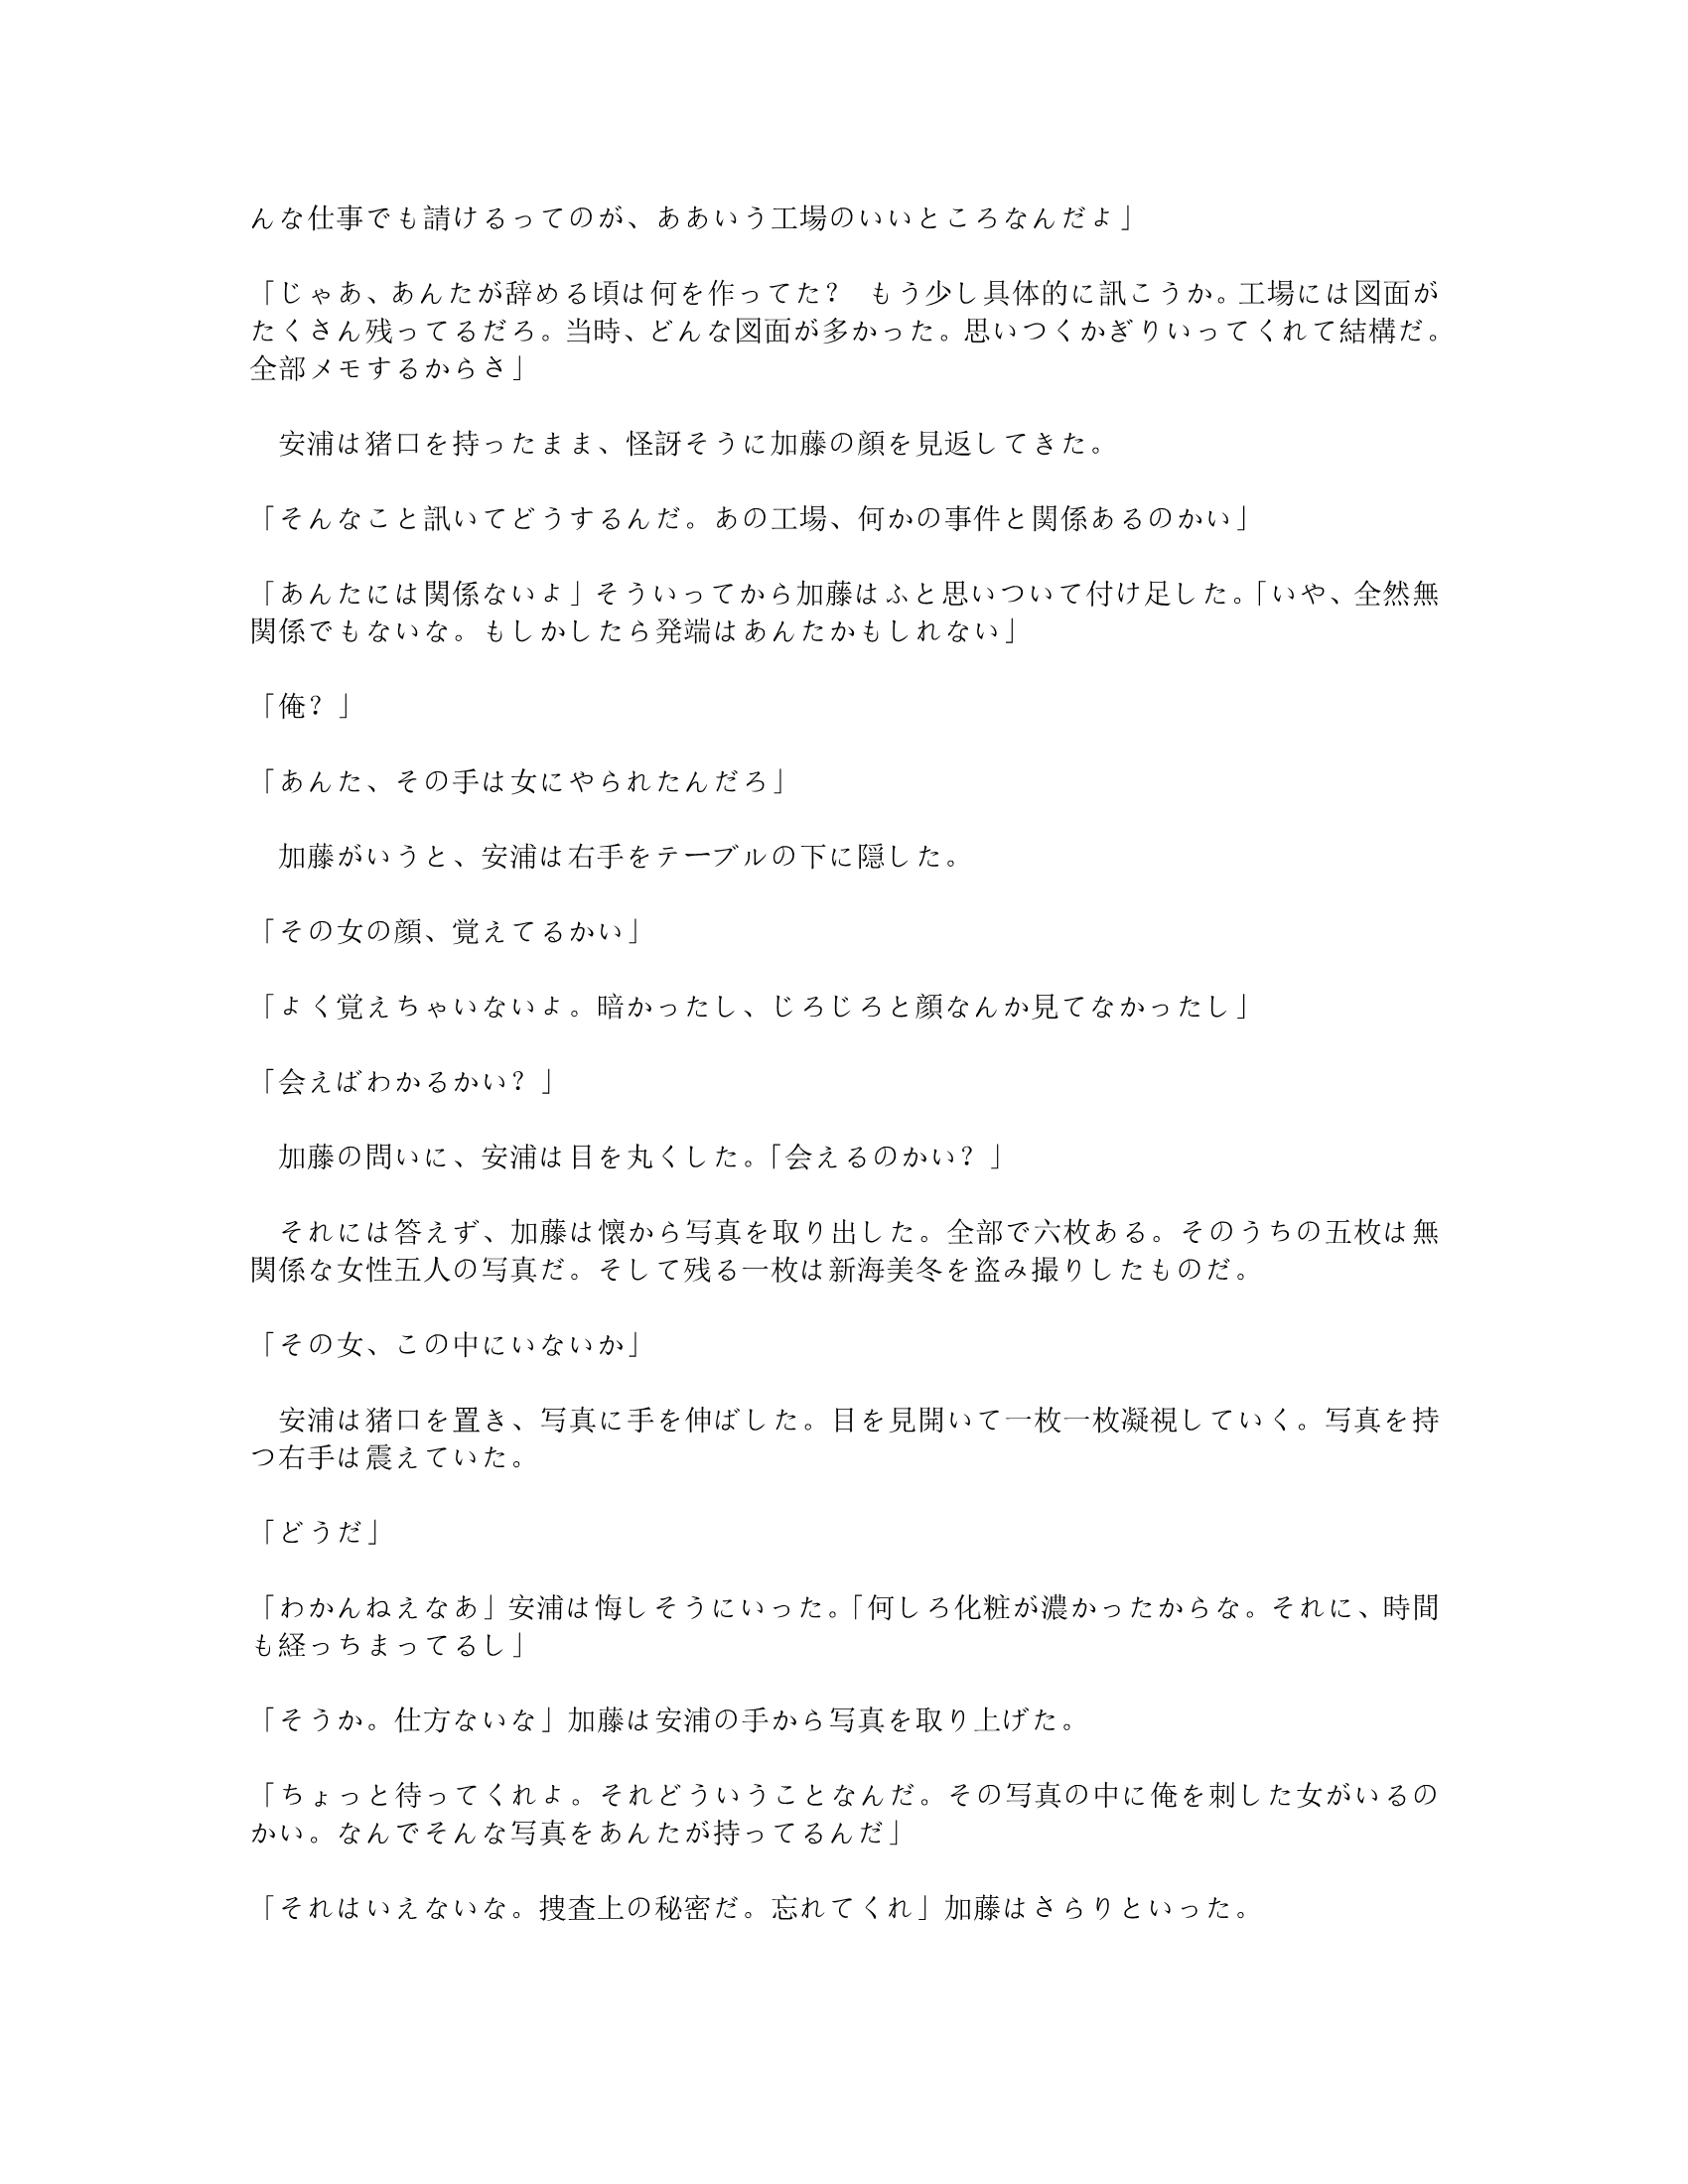 んな仕事でも請けるってのが、ああいう工場のいいところなんだよ」
「じゃあ、あんたが辞める頃は何を作ってた？　もう少し具体的に訊こうか。工場には図面が
たくさん残ってるだろ。当時、どんな図面が多かった。思いつくかぎりいってくれて結構だ。
全部メモするからさ」
　安浦は猪口を持ったまま、怪訝そうに加藤の顔を見返してきた。
「そんなこと訊いてどうするんだ。あの工場、何かの事件と関係あるのかい」
「あんたには関係ないよ」そういってから加藤はふと思いついて付け足した。「いや、全然無
関係でもないな。もしかしたら発端はあんたかもしれない」
「俺？」
「あんた、その手は女にやられたんだろ」
　加藤がいうと、安浦は右手をテーブルの下に隠した。
「その女の顔、覚えてるかい」
「よく覚えちゃいないよ。暗かったし、じろじろと顔なんか見てなかったし」
「会えばわかるかい？」
　加藤の問いに、安浦は目を丸くした。「会えるのかい？」
　それには答えず、加藤は懐から写真を取り出した。全部で六枚ある。そのうちの五枚は無
関係な女性五人の写真だ。そして残る一枚は新海美冬を盗み撮りしたものだ。
「その女、この中にいないか」
　安浦は猪口を置き、写真に手を伸ばした。目を見開いて一枚一枚凝視していく。写真を持
つ右手は震えていた。
「どうだ」
「わかんねえなあ」安浦は悔しそうにいった。「何しろ化粧が濃かったからな。それに、時間
も経っちまってるし」
「そうか。仕方ないな」加藤は安浦の手から写真を取り上げた。
「ちょっと待ってくれよ。それどういうことなんだ。その写真の中に俺を刺した女がいるの
かい。なんでそんな写真をあんたが持ってるんだ」
「それはいえないな。捜査上の秘密だ。忘れてくれ」加藤はさらりといった。